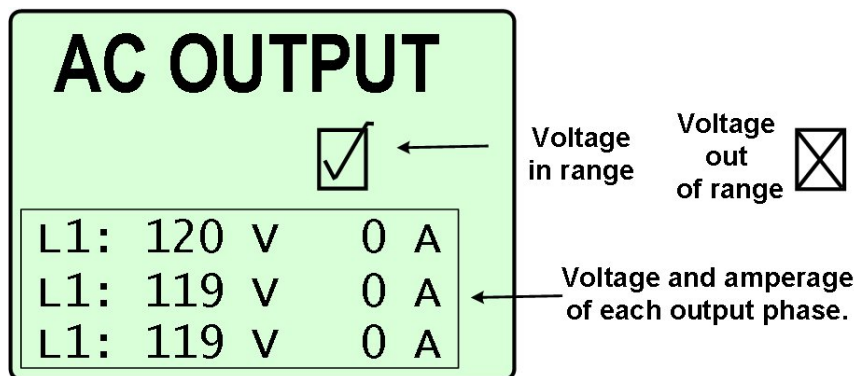 AC OUTPUT
Voltage
in range
Voltage
out
of range
L1: 120 V 0 A
L1: 119 V 0 A
L1: 119 V 0 A
Voltage and amperage
of each output phase.